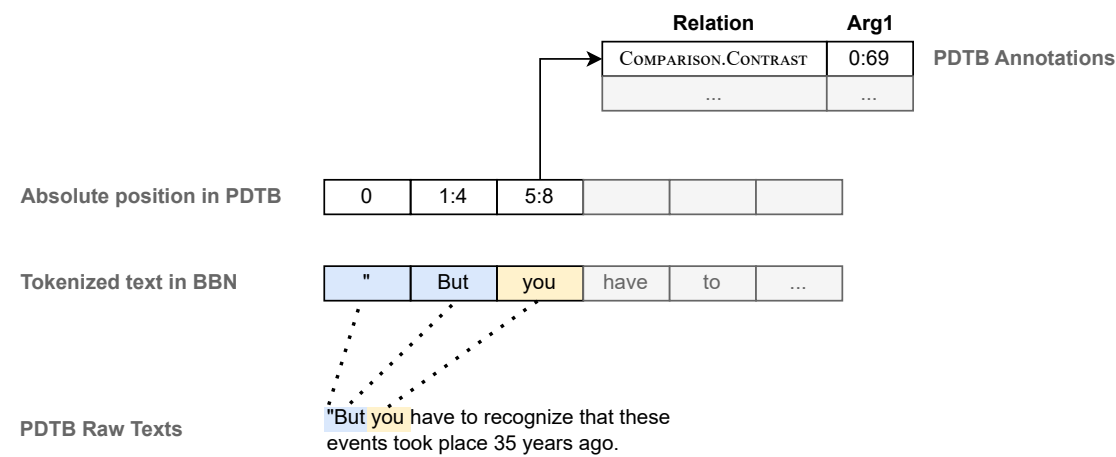 Relation Arg1
COMPARISON.CONTRAST 0:69 PDTB Annotations
... ...
Absolute position in PDTB 0 1:4 5:8
Tokenized text in BBN " But you have to ...
PDTB Raw Texts
"But you have to recognize that these
events took place 35 years ago.